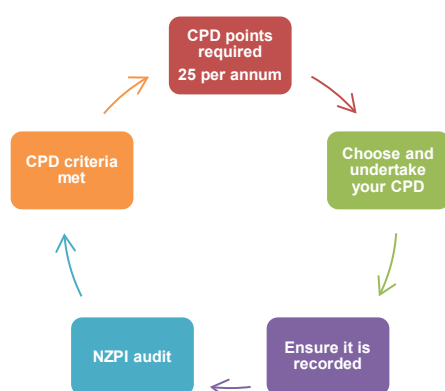 CPD points
required
25 per annum
Choose and
undertake
your CPD
Ensure it is
recorded
NZPI audit
CPD criteria
met